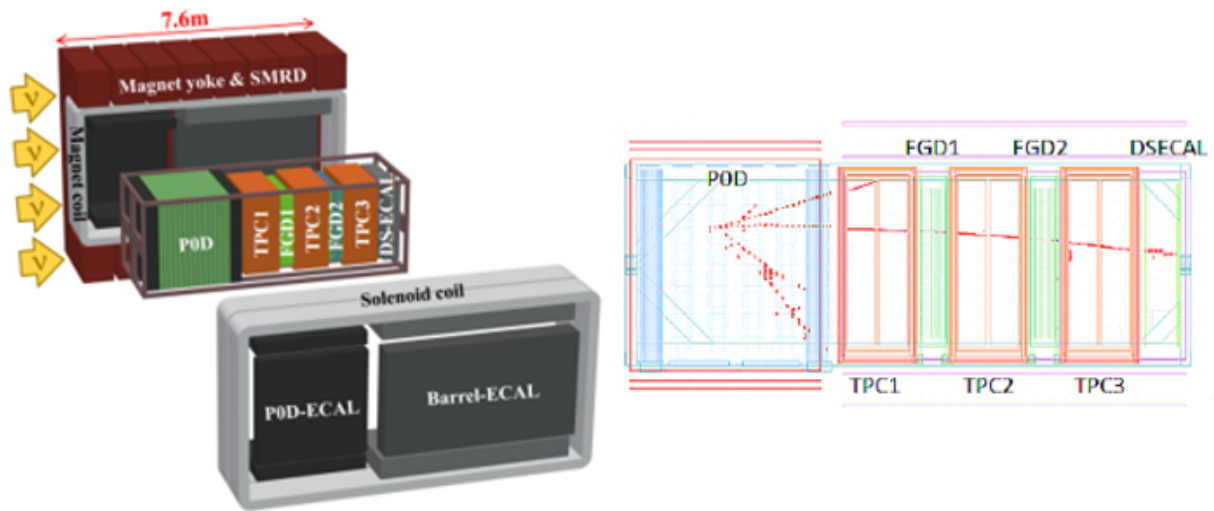 7.6m
Magnet yoke & SMRD
ν
ν
ν
ν
Magnet coil
P0D
TPC1
FGD1
TPC2
FGD2
TPC3
DS-ECAL
Solenoid coil
P0D-ECAL
Barrel-ECAL
FGD1
FGD2
DSECAL
P0D
TPC1
TPC2
TPC3